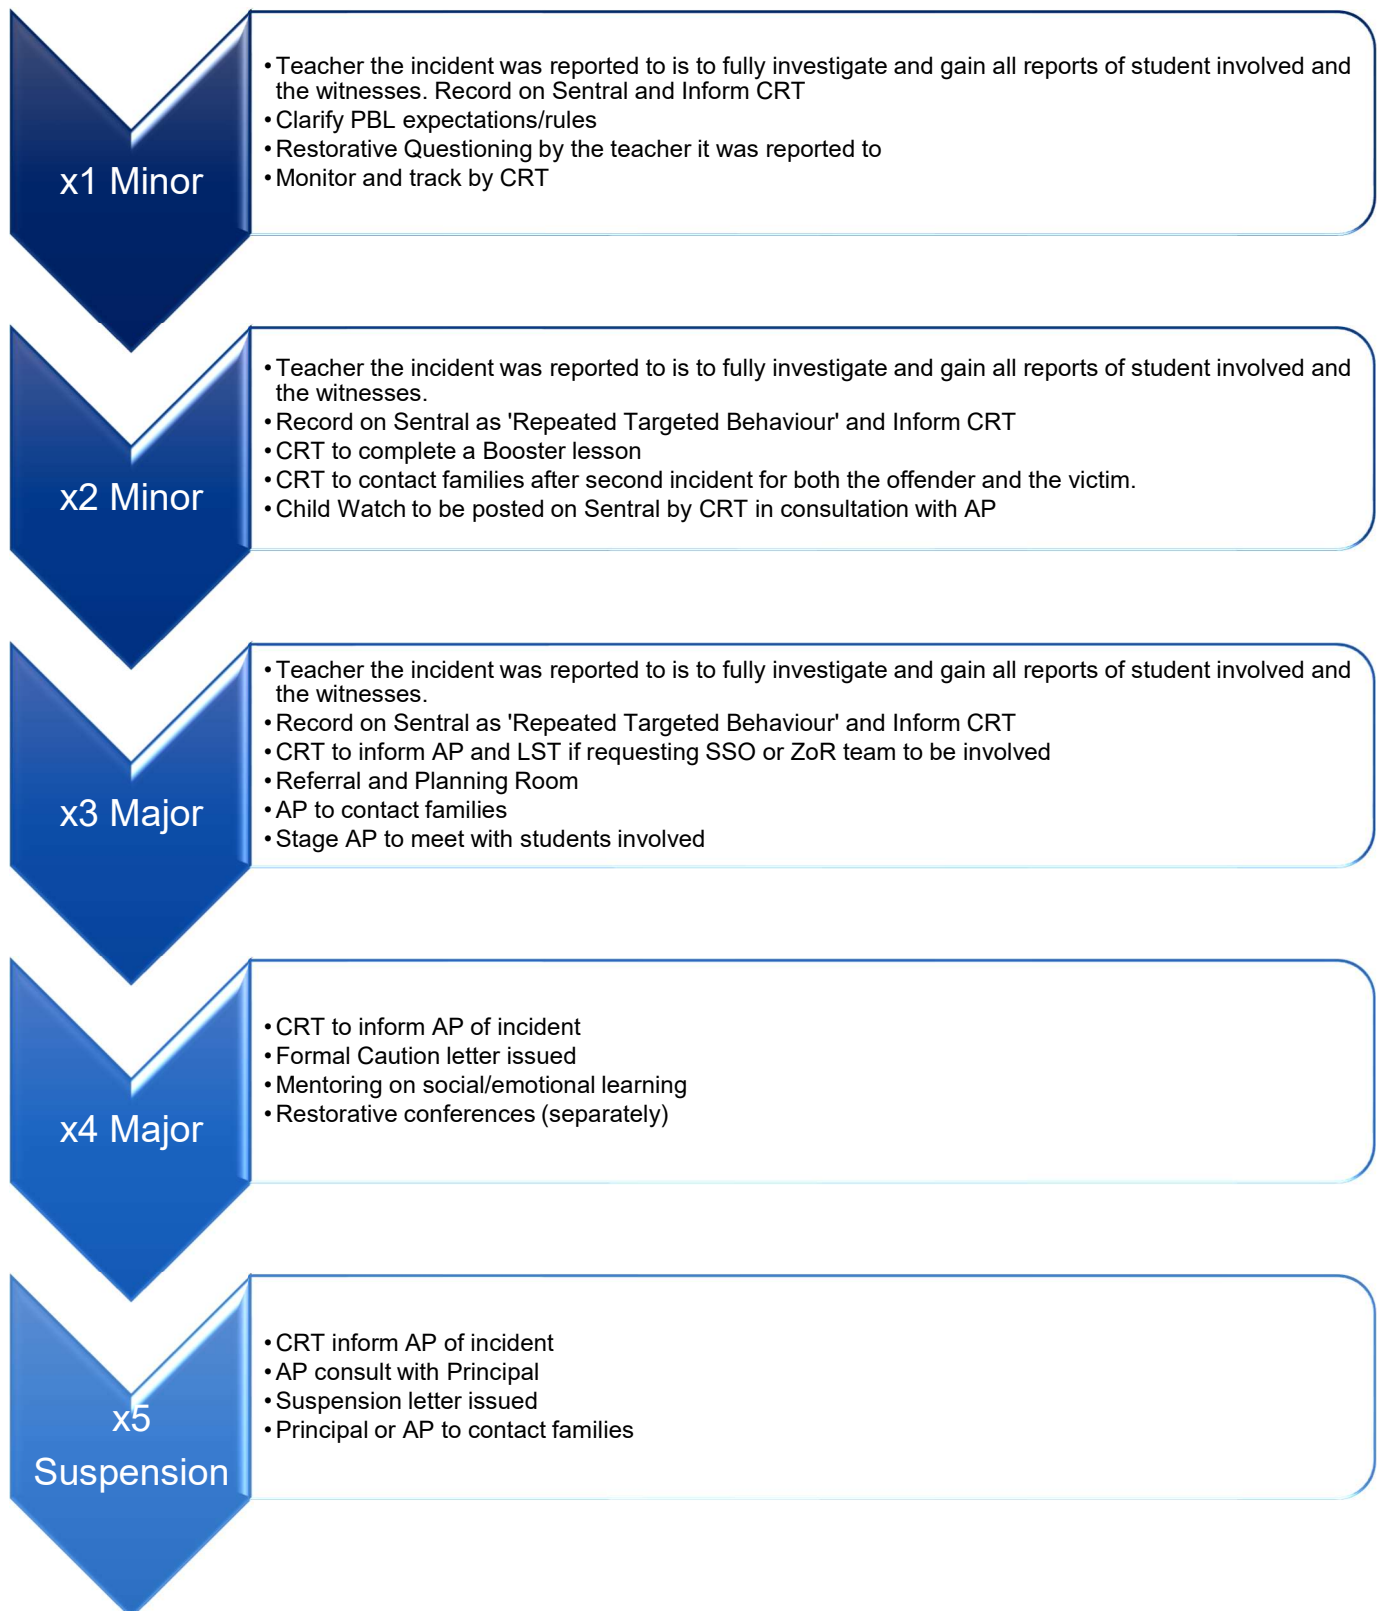 x1 Minor
• Teacher the incident was reported to is to fully investigate and gain all reports of student involved and
the witnesses. Record on Sentral and Inform CRT
• Clarify PBL expectations/rules
• Restorative Questioning by the teacher it was reported to
• Monitor and track by CRT
x2 Minor
• Teacher the incident was reported to is to fully investigate and gain all reports of student involved and
the witnesses.
• Record on Sentral as 'Repeated Targeted Behaviour' and Inform CRT
• CRT to complete a Booster lesson
• CRT to contact families after second incident for both the offender and the victim.
• Child Watch to be posted on Sentral by CRT in consultation with AP
x3 Major
• Teacher the incident was reported to is to fully investigate and gain all reports of student involved and
the witnesses.
• Record on Sentral as 'Repeated Targeted Behaviour' and Inform CRT
• CRT to inform AP and LST if requesting SSO or ZoR team to be involved
• Referral and Planning Room
• AP to contact families
• Stage AP to meet with students involved
x4 Major
• CRT to inform AP of incident
• Formal Caution letter issued
• Mentoring on social/emotional learning
• Restorative conferences (separately)
x5
Suspension
• CRT inform AP of incident
• AP consult with Principal
• Suspension letter issued
• Principal or AP to contact families